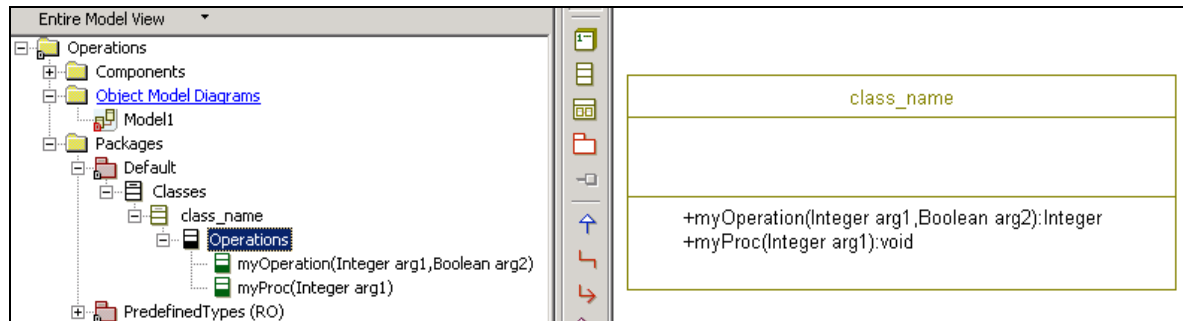 Entire Model View
Operations
Components
Object Model Diagrams
Model1
Packages
Default
Classes
class_name
Operations
myOperation(Integer arg1,Boolean arg2)
myProc(Integer arg1)
PredefinedTypes (RO)
class_name
+myOperation(Integer arg1,Boolean arg2):Integer
+myProc(Integer arg1):void